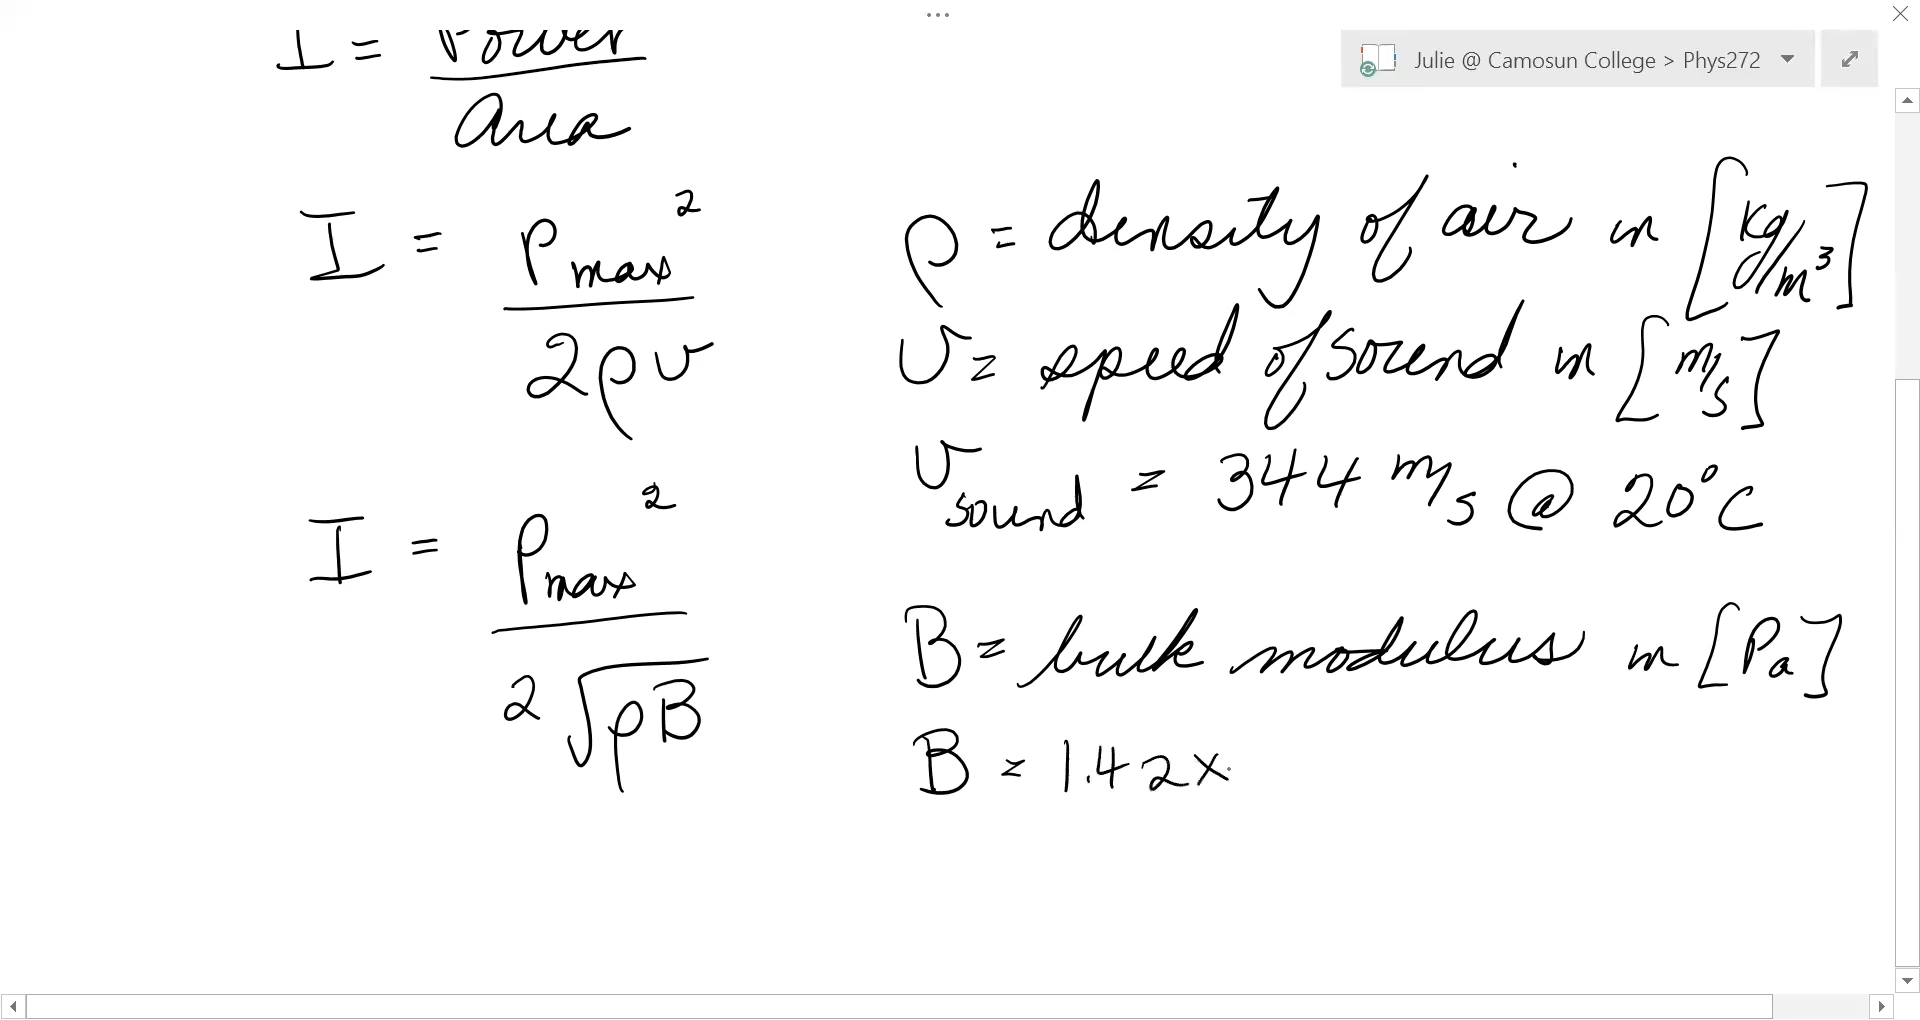 Julie @ Camosun College > Phys272
I = Power / Area
I = Pmax² / 2ρv
ρ = density of air in [kg/m³]
v = speed of sound in [m/s]
v sound = 344 m/s @ 20°C
I = Pmax² / 2√ρB
B = bulk modulus in [Pa]
B = 1.42x